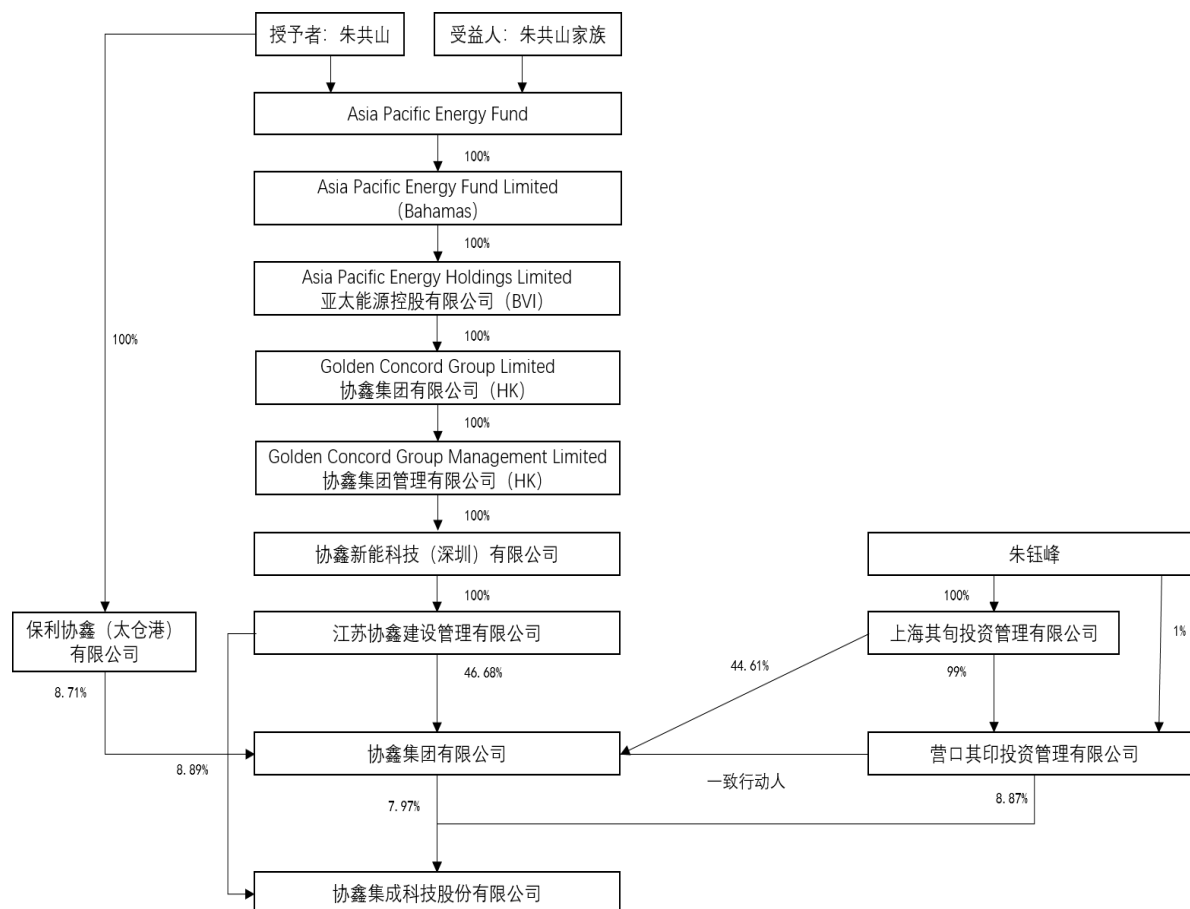 授予者：朱共山
受益人：朱共山家族
Asia Pacific Energy Fund
100%
Asia Pacific Energy Fund Limited
（Bahamas）
100%
Asia Pacific Energy Holdings Limited
亚太能源控股有限公司（BVI）
100%
100%
Golden Concord Group Limited
协鑫集团有限公司（HK）
100%
Golden Concord Group Management Limited
协鑫集团管理有限公司（HK）
100%
协鑫新能科技（深圳）有限公司
朱钰峰
100%
100%
保利协鑫（太仓港）
有限公司
江苏协鑫建设管理有限公司
上海其旬投资管理有限公司
1%
8.71%
46.68%
44.61%
99%
协鑫集团有限公司
营口其印投资管理有限公司
8.89%
一致行动人
7.97%
8.87%
协鑫集成科技股份有限公司